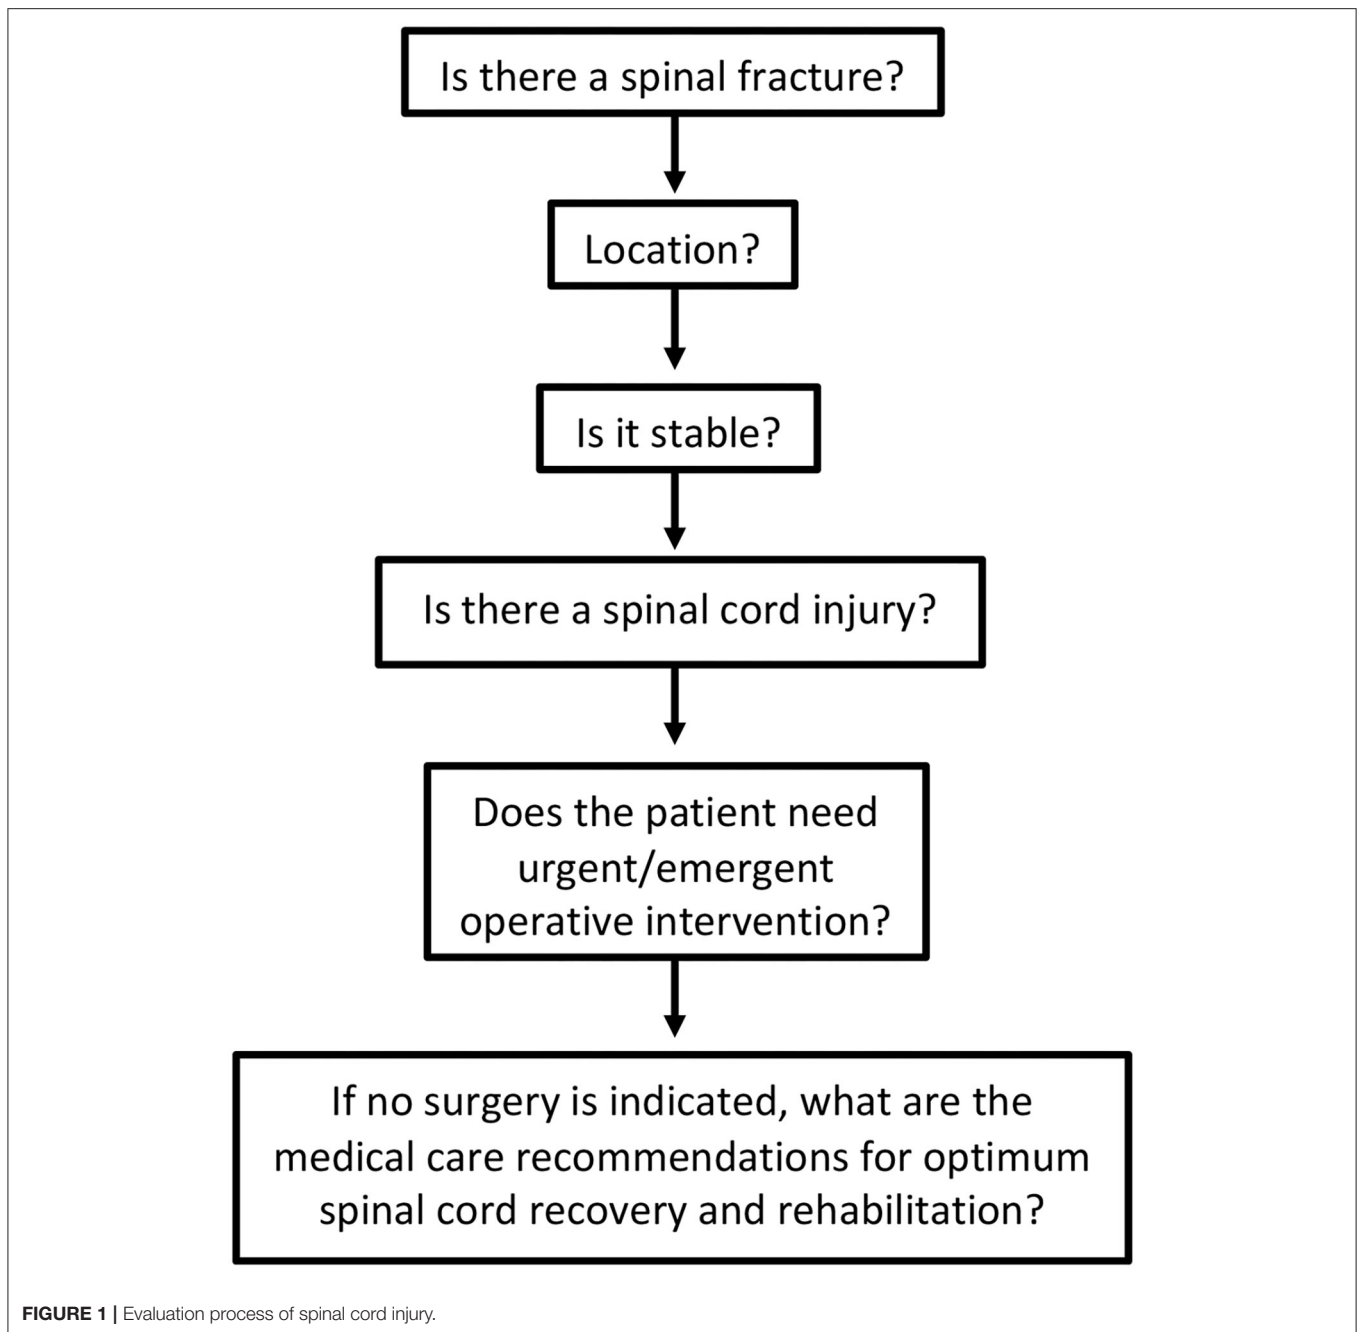 Is there a spinal fracture?
Location?
Is it stable?
Is there a spinal cord injury?
Does the patient need
urgent/emergent
operative intervention?
If no surgery is indicated, what are the
medical care recommendations for optimum
spinal cord recovery and rehabilitation?
FIGURE 1 | Evaluation process of spinal cord injury.